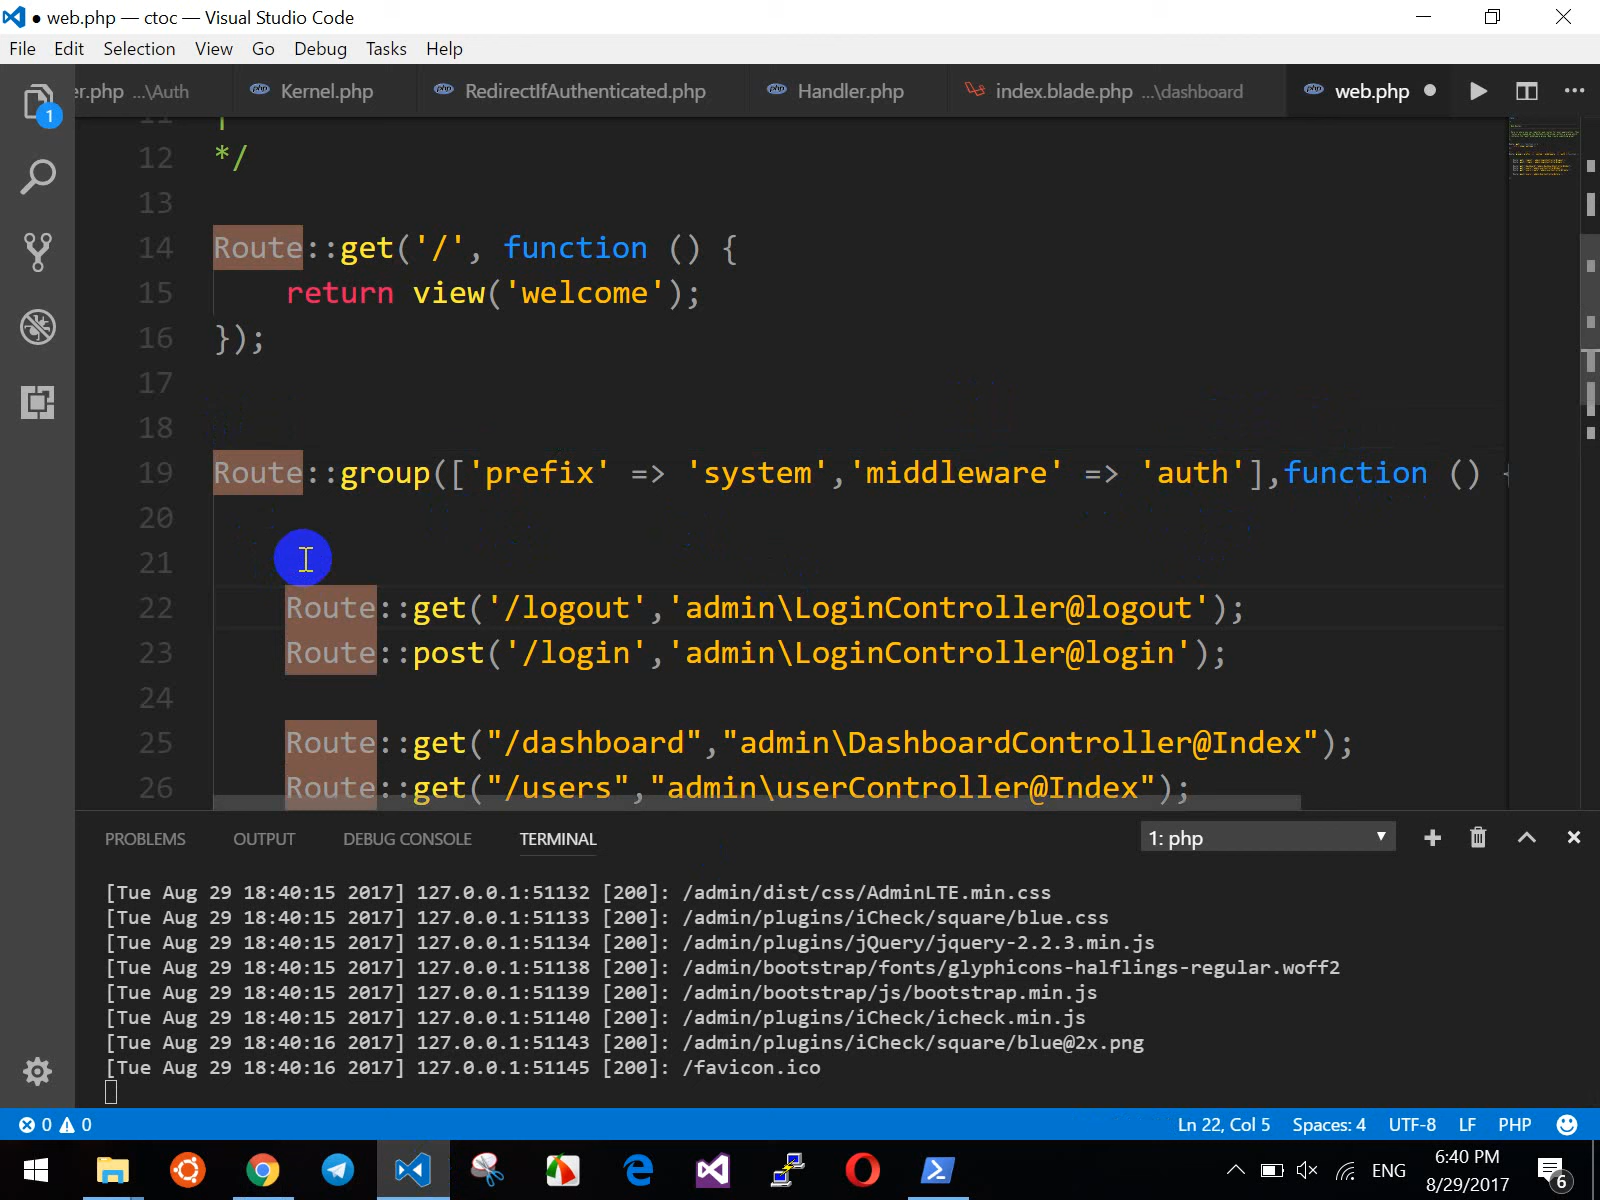 ● web.php — ctoc — Visual Studio Code
File Edit Selection View Go Debug Tasks Help
er.php ...\Auth Kernel.php RedirectIfAuthenticated.php Handler.php index.blade.php ...\dashboard web.php ●
1
11 |
12 */
13
14 Route::get('/', function () {
15 return view('welcome');
16 });
17
18
19 Route::group(['prefix' => 'system','middleware' => 'auth'],function () {
20
21
22 Route::get('/logout','admin\LoginController@logout');
23 Route::post('/login','admin\LoginController@login');
24
25 Route::get("/dashboard","admin\DashboardController@Index");
26 Route::get("/users","admin\userController@Index");
PROBLEMS OUTPUT DEBUG CONSOLE TERMINAL 1: php
[Tue Aug 29 18:40:15 2017] 127.0.0.1:51132 [200]: /admin/dist/css/AdminLTE.min.css
[Tue Aug 29 18:40:15 2017] 127.0.0.1:51133 [200]: /admin/plugins/iCheck/square/blue.css
[Tue Aug 29 18:40:15 2017] 127.0.0.1:51134 [200]: /admin/plugins/jQuery/jquery-2.2.3.min.js
[Tue Aug 29 18:40:15 2017] 127.0.0.1:51138 [200]: /admin/bootstrap/fonts/glyphicons-halflings-regular.woff2
[Tue Aug 29 18:40:15 2017] 127.0.0.1:51139 [200]: /admin/bootstrap/js/bootstrap.min.js
[Tue Aug 29 18:40:15 2017] 127.0.0.1:51140 [200]: /admin/plugins/iCheck/icheck.min.js
[Tue Aug 29 18:40:16 2017] 127.0.0.1:51143 [200]: /admin/plugins/iCheck/square/blue@2x.png
[Tue Aug 29 18:40:16 2017] 127.0.0.1:51145 [200]: /favicon.ico
0 0 Ln 22, Col 5 Spaces: 4 UTF-8 LF PHP
ENG
6:40 PM
8/29/2017
6